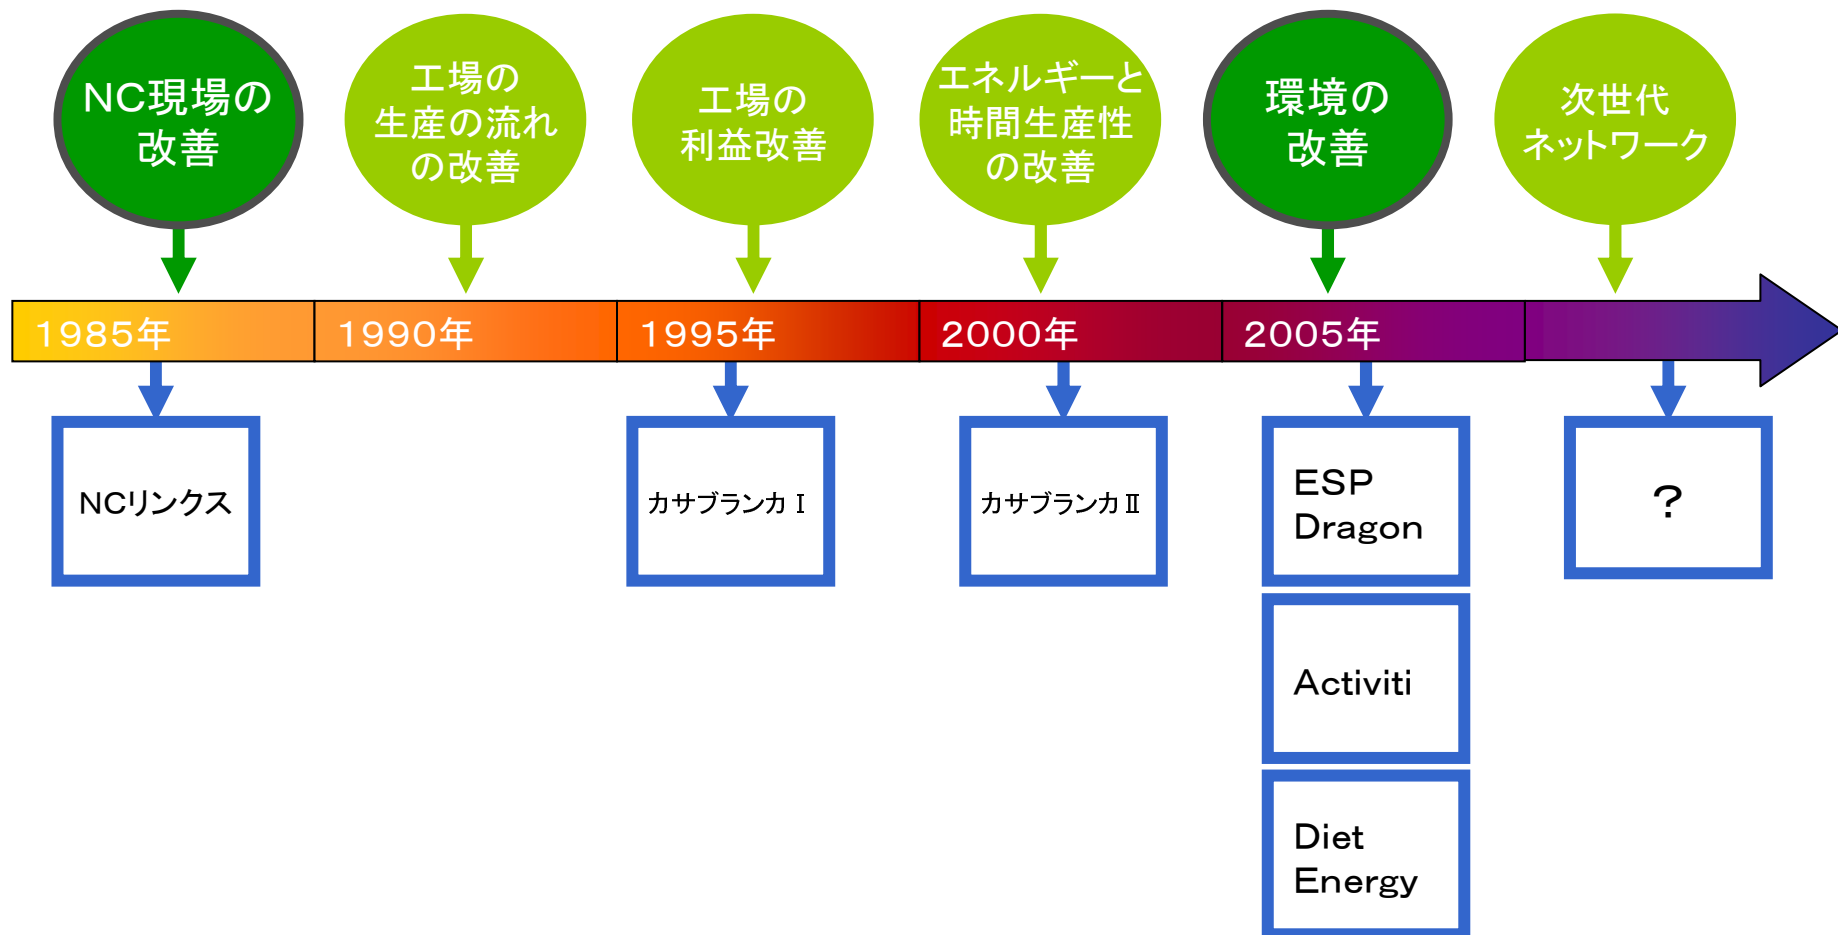 NC現場の
改善
工場の
生産の流れ
の改善
工場の
利益改善
エネルギーと
時間生産性
の改善
環境の
改善
次世代
ネットワーク
1985年
1990年
1995年
2000年
2005年
NCリンクス
カサブランカⅠ
カサブランカⅡ
ESP
Dragon
?
Activiti
Diet
Energy